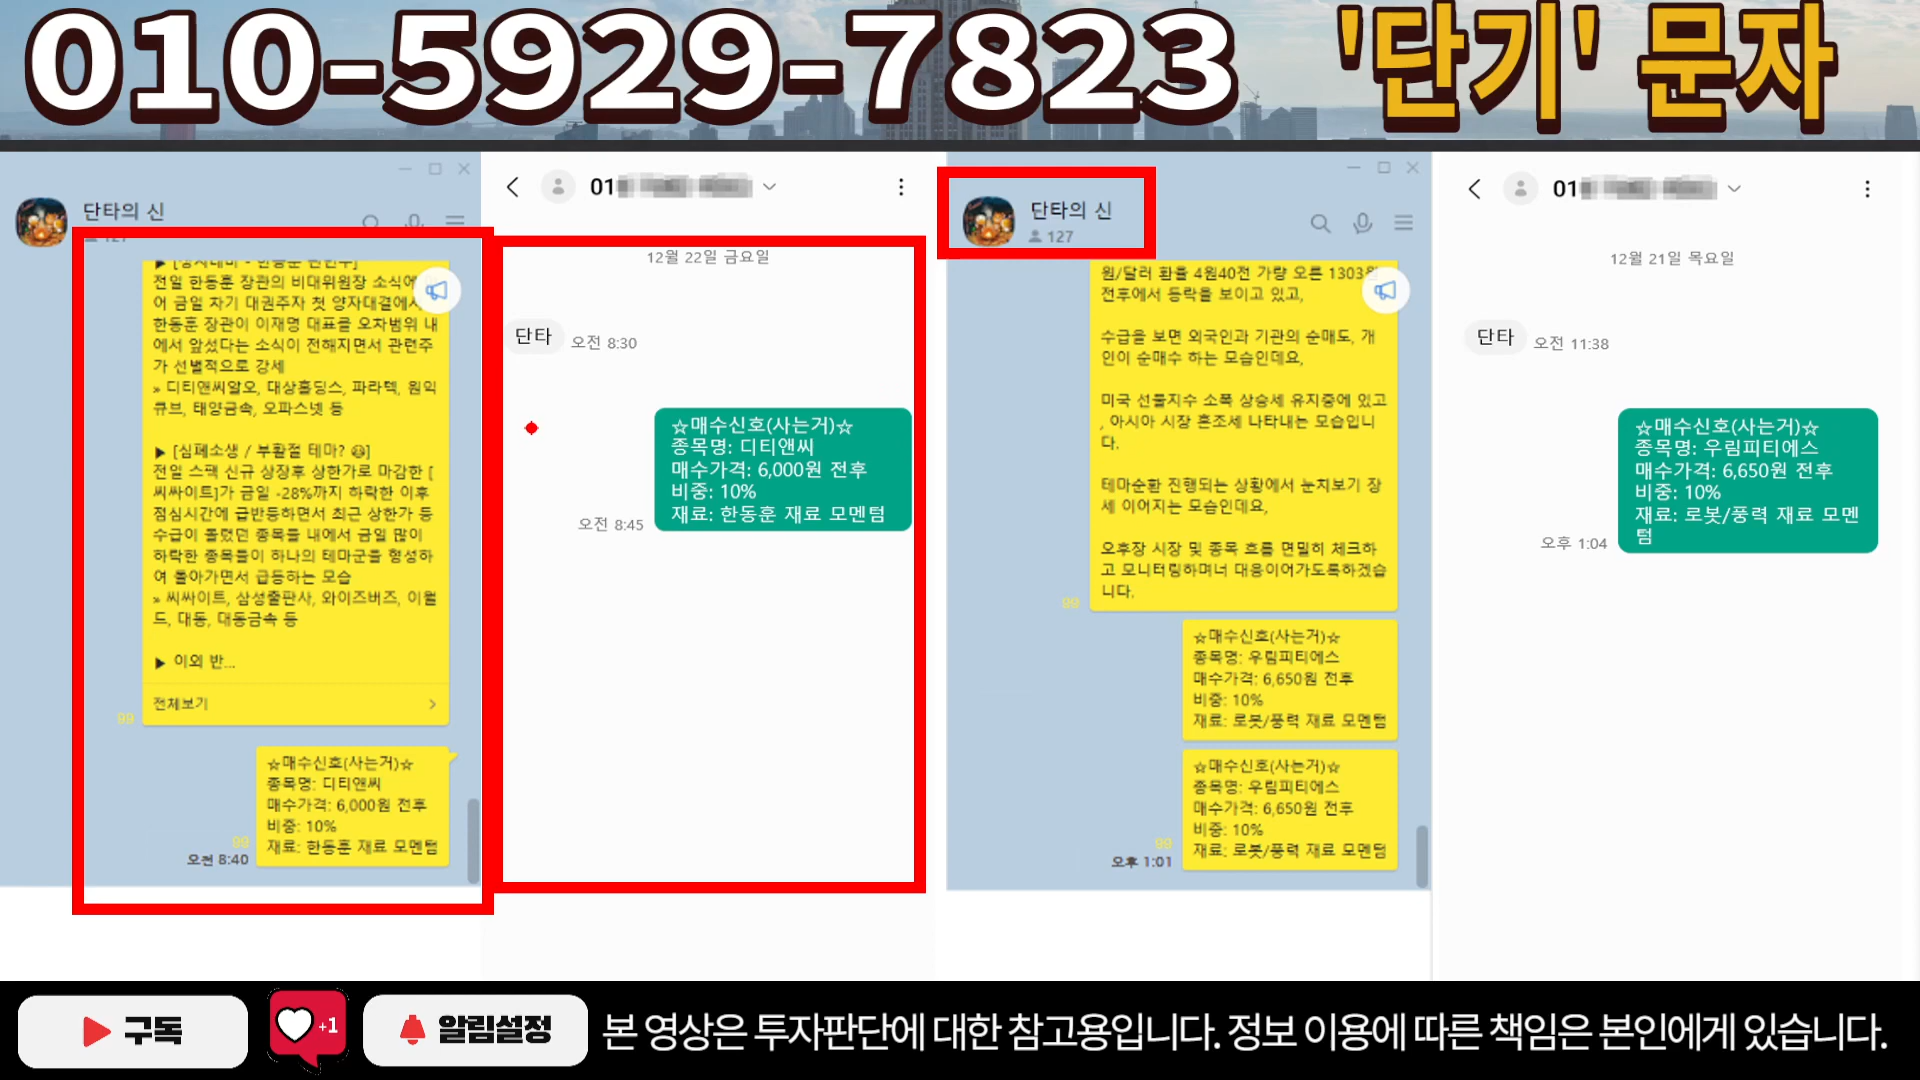 010-5929-7823 '단기' 문자
단타의 신
127
전일 한동훈 장관의 비대위원장 소식에
어 금일 차기 대권주자 첫 양자대결에서
한동훈 장관이 이재명 대표를 오차범위 내
에서 앞섰다는 소식이 전해지면서 관련주
가 선별적으로 강세
» 디티앤씨알오, 대상홀딩스, 파라텍, 원익
큐브, 태양금속, 오파스넷 등
▶ [심폐소생 / 부활절 테마? ]
전일 스팩 신규 상장후 상한가로 마감한 [
씨싸이트]가 금일 -28%까지 하락한 이후
점심시간에 급반등하면서 최근 상한가 등
수급이 몰렸던 종목들 내에서 금일 많이
하락한 종목들이 하나의 테마군을 형성하
여 돌아가면서 급등하는 모습
» 씨싸이트, 삼성출판사, 와이즈버즈, 이월
드, 대동, 대동금속 등
▶ 이외 반...
전체보기
99
☆매수신호(사는거)☆
종목명: 디티앤씨
매수가격: 6,000원 전후
비중: 10%
재료: 한동훈 재료 모멘텀
99
오전 8:40
01
12월 22일 금요일
단타
오전 8:30
☆매수신호(사는거)☆
종목명: 디티앤씨
매수가격: 6,000원 전후
비중: 10%
재료: 한동훈 재료 모멘텀
오전 8:45
단타의 신
127
원/달러 환율 4원40전 가량 오른 1303원
전후에서 등락을 보이고 있고,
수급을 보면 외국인과 기관의 순매도, 개
인이 순매수 하는 모습인데요,
미국 선물지수 소폭 상승세 유지중에 있고
, 아시아 시장 혼조세 나타내는 모습입니
다.
테마순환 진행되는 상황에서 눈치보기 장
세 이어지는 모습인데요,
오후장 시장 및 종목 흐름 면밀히 체크하
고 모니터링하며너 대응이어가도록하겠습
니다.
99
☆매수신호(사는거)☆
종목명: 우림피티에스
매수가격: 6,650원 전후
비중: 10%
재료: 로봇/풍력 재료 모멘텀
☆매수신호(사는거)☆
종목명: 우림피티에스
매수가격: 6,650원 전후
비중: 10%
재료: 로봇/풍력 재료 모멘텀
99
오후 1:01
01
12월 21일 목요일
단타
오전 11:38
☆매수신호(사는거)☆
종목명: 우림피티에스
매수가격: 6,650원 전후
비중: 10%
재료: 로봇/풍력 재료 모멘
텀
오후 1:04
구독
+1
알림설정
본 영상은 투자판단에 대한 참고용입니다. 정보 이용에 따른 책임은 본인에게 있습니다.